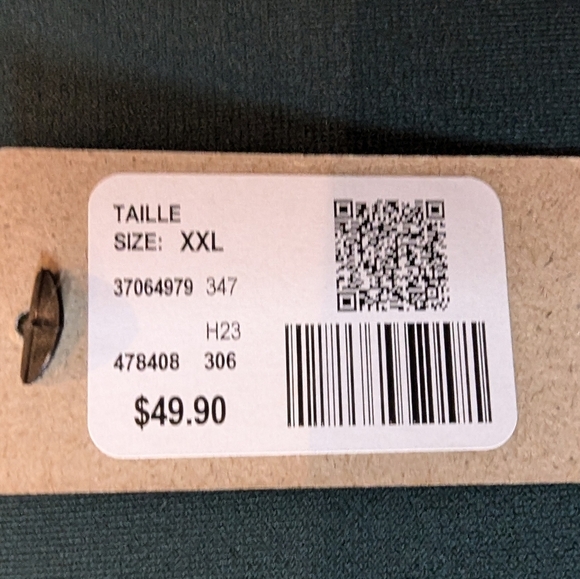 TAILLE
SIZE: XXL
37064979 347
H23
478408 306
$49.90